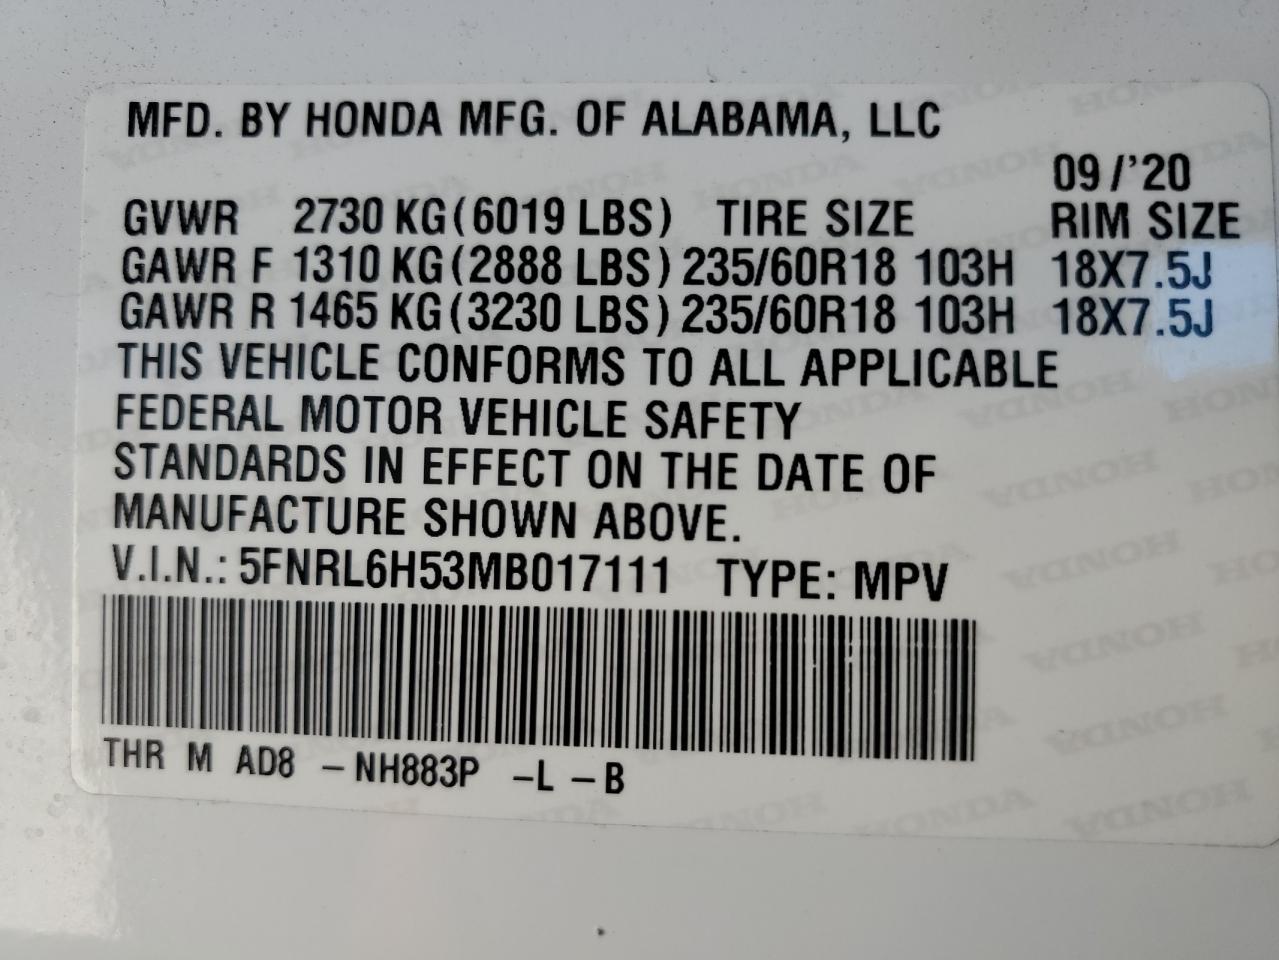 MFD. BY HONDA MFG. OF ALABAMA, LLC
09/'20
GVWR 2730 KG(6019 LBS) TIRE SIZE RIM SIZE
GAWR F 1310 KG(2888 LBS) 235/60R18 103H 18X7.5J
GAWR R 1465 KG(3230 LBS) 235/60R18 103H 18X7.5J
THIS VEHICLE CONFORMS TO ALL APPLICABLE
FEDERAL MOTOR VEHICLE SAFETY
STANDARDS IN EFFECT ON THE DATE OF
MANUFACTURE SHOWN ABOVE.
V.I.N.: 5FNRL6H53MB017111 TYPE: MPV
THR M AD8 -NH883P -L -B